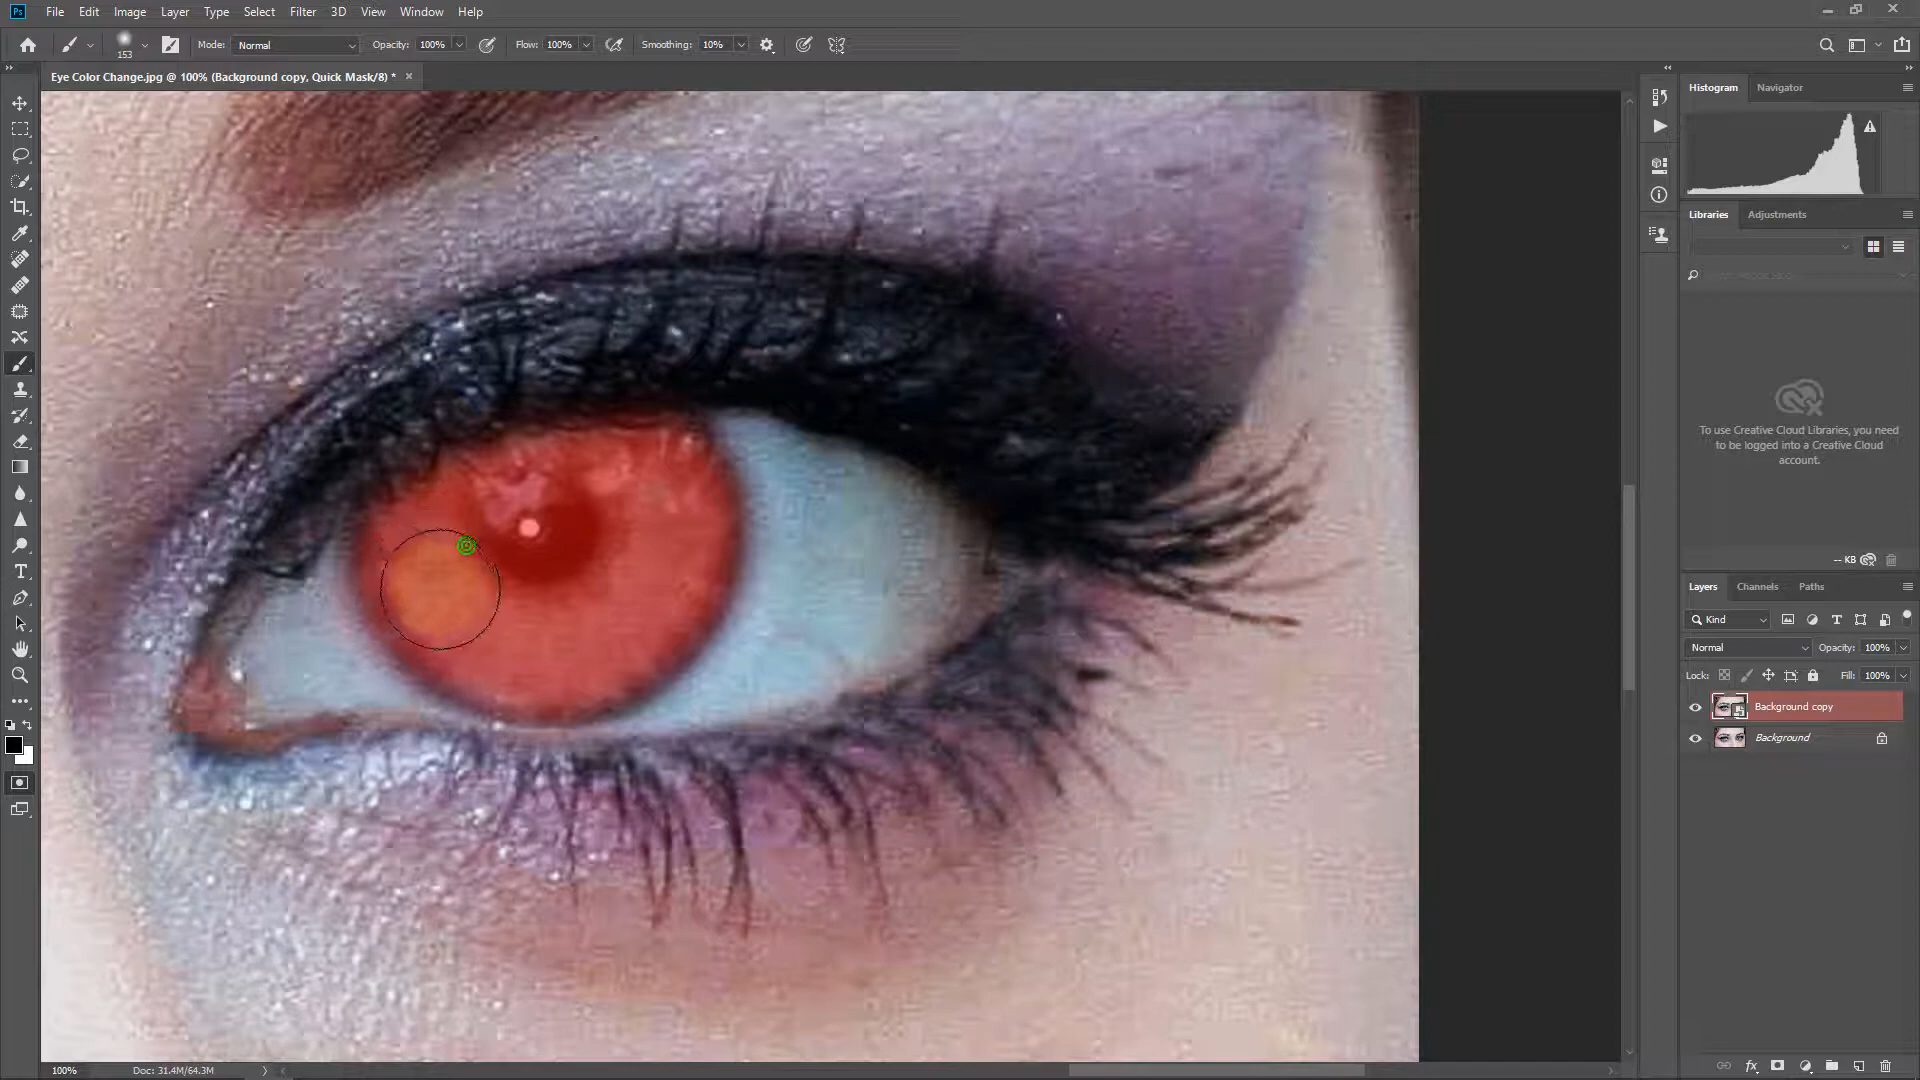 Ps File Edit Image Layer Type Select Filter 3D View Window Help
153 Mode: Normal Opacity: 100% Flow: 100% Smoothing: 10%
Eye Color Change.jpg @ 100% (Background copy, Quick Mask/8) * ×
Histogram Navigator
Libraries Adjustments
To use Creative Cloud Libraries, you need
to be logged into a Creative Cloud
account.
-- KB
Layers Channels Paths
Kind
Normal Opacity: 100%
Lock: Fill: 100%
Background copy
Background
100% Doc: 31.4M/64.3M